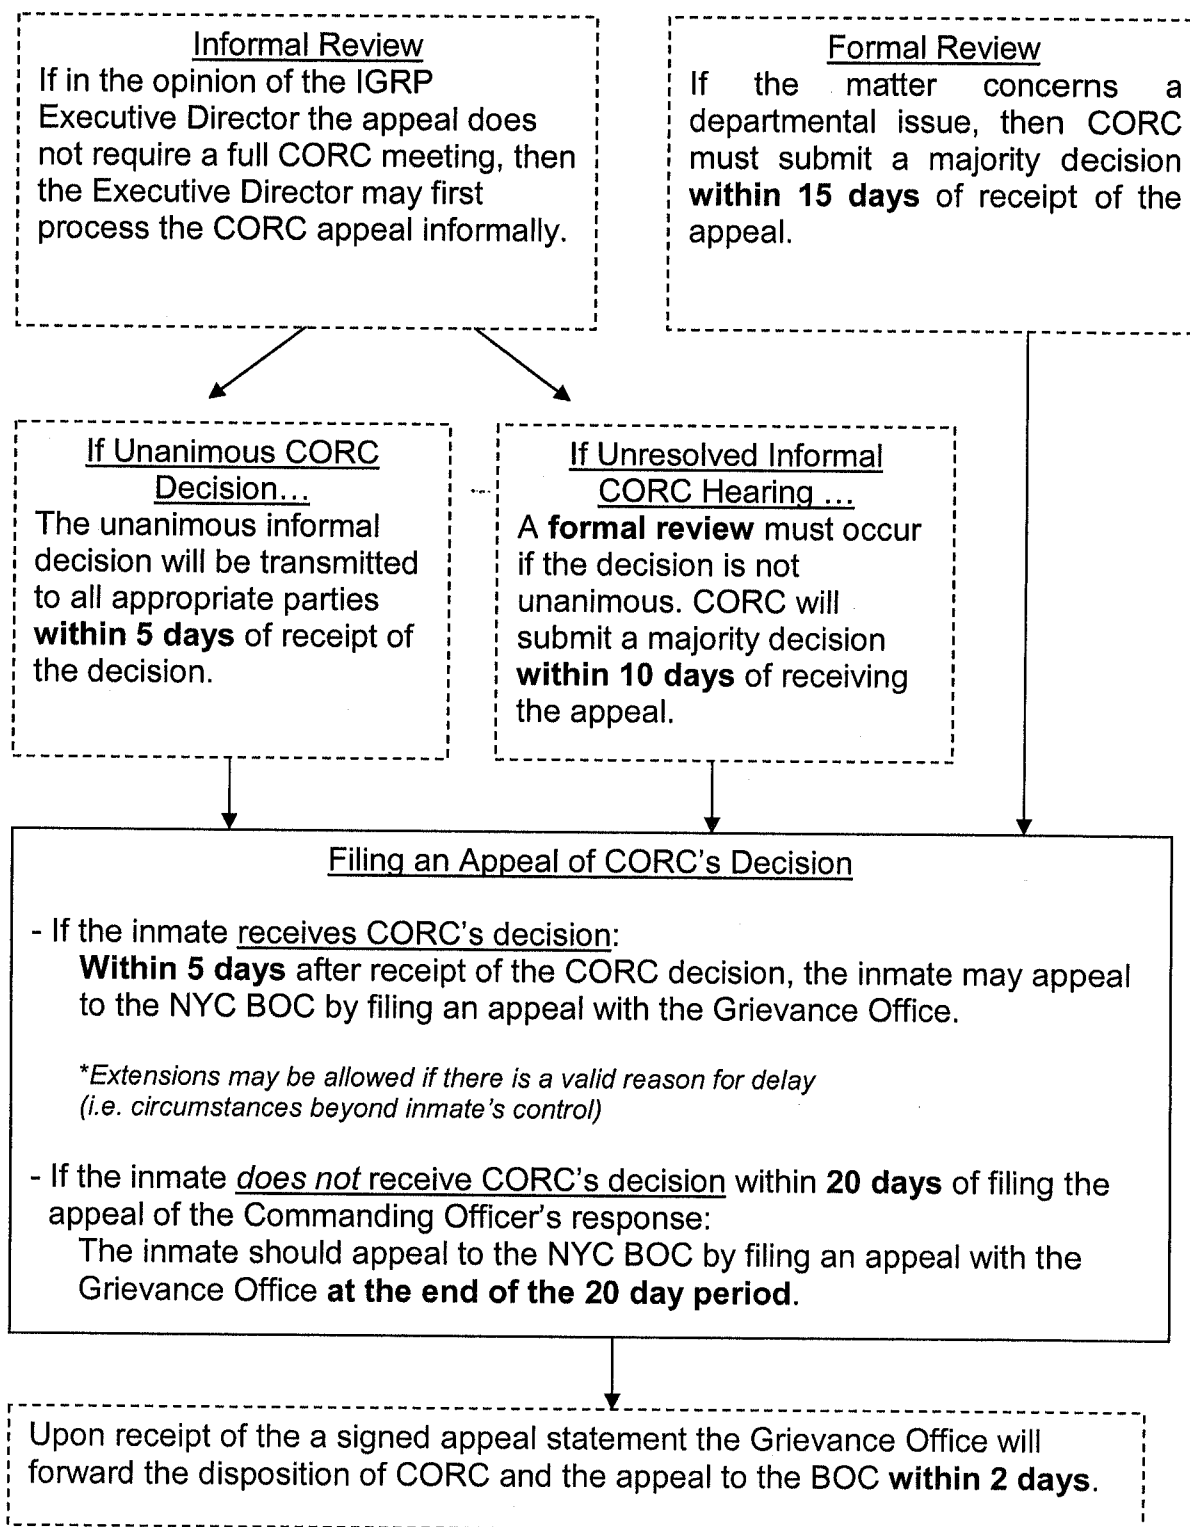 Informal Review
If in the opinion of the IGRP
Executive Director the appeal does
not require a full CORC meeting, then
the Executive Director may first
process the CORC appeal informally.
Formal Review
If the matter concerns a
departmental issue, then CORC
must submit a majority decision
within 15 days of receipt of the
appeal.
If Unanimous CORC
Decision...
The unanimous informal
decision will be transmitted
to all appropriate parties
within 5 days of receipt of
the decision.
If Unresolved Informal
CORC Hearing ...
A formal review must occur
if the decision is not
unanimous. CORC will
submit a majority decision
within 10 days of receiving
the appeal.
Filing an Appeal of CORC's Decision
- If the inmate receives CORC's decision:
Within 5 days after receipt of the CORC decision, the inmate may appeal
to the NYC BOC by filing an appeal with the Grievance Office.
*Extensions may be allowed if there is a valid reason for delay
(i.e. circumstances beyond inmate's control)
- If the inmate does not receive CORC's decision within 20 days of filing the
appeal of the Commanding Officer's response:
The inmate should appeal to the NYC BOC by filing an appeal with the
Grievance Office at the end of the 20 day period.
Upon receipt of the a signed appeal statement the Grievance Office will
forward the disposition of CORC and the appeal to the BOC within 2 days.